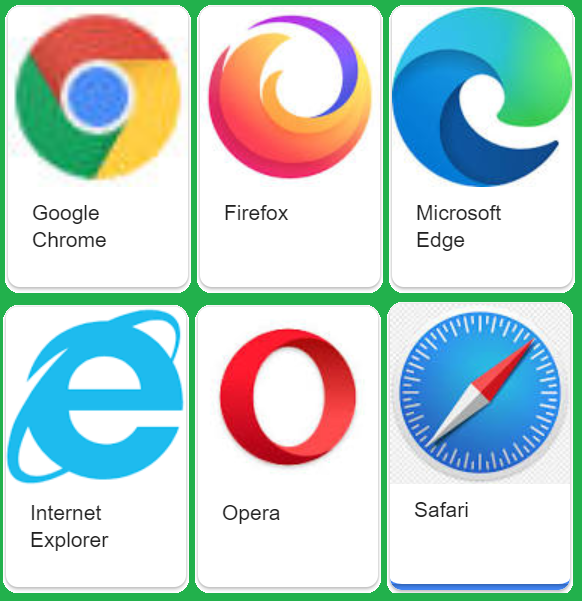 Google
Chrome
Firefox
Microsoft
Edge
Internet
Explorer
Opera
Safari